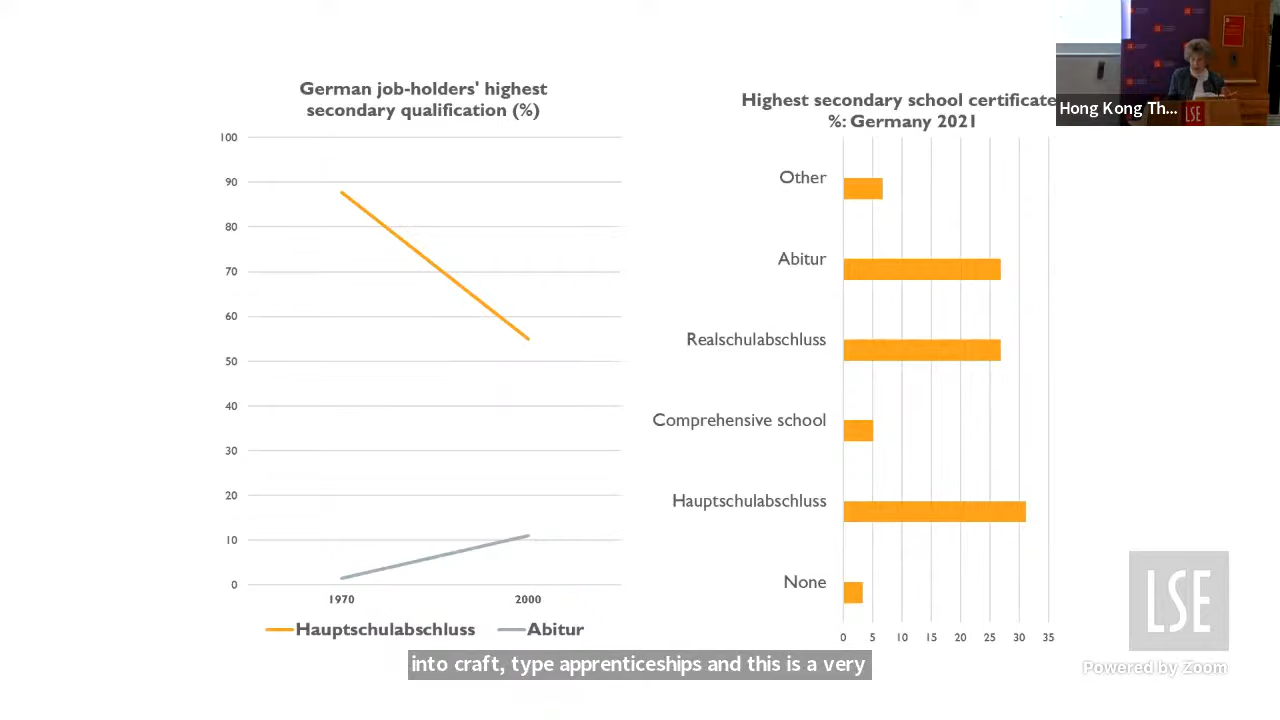 German job-holders' highest
secondary qualification (%)
100
90
80
70
60
50
40
30
20
10
0
1970
2000
Hauptschulabschluss
Abitur
Highest secondary school certificate
%: Germany 2021
Other
Abitur
Realschulabschluss
Comprehensive school
Hauptschulabschluss
None
0
5
10
15
20
25
30
35
Hong Kong Th...
LSE
LSE
Powered by Zoom
into craft, type apprenticeships and this is a very